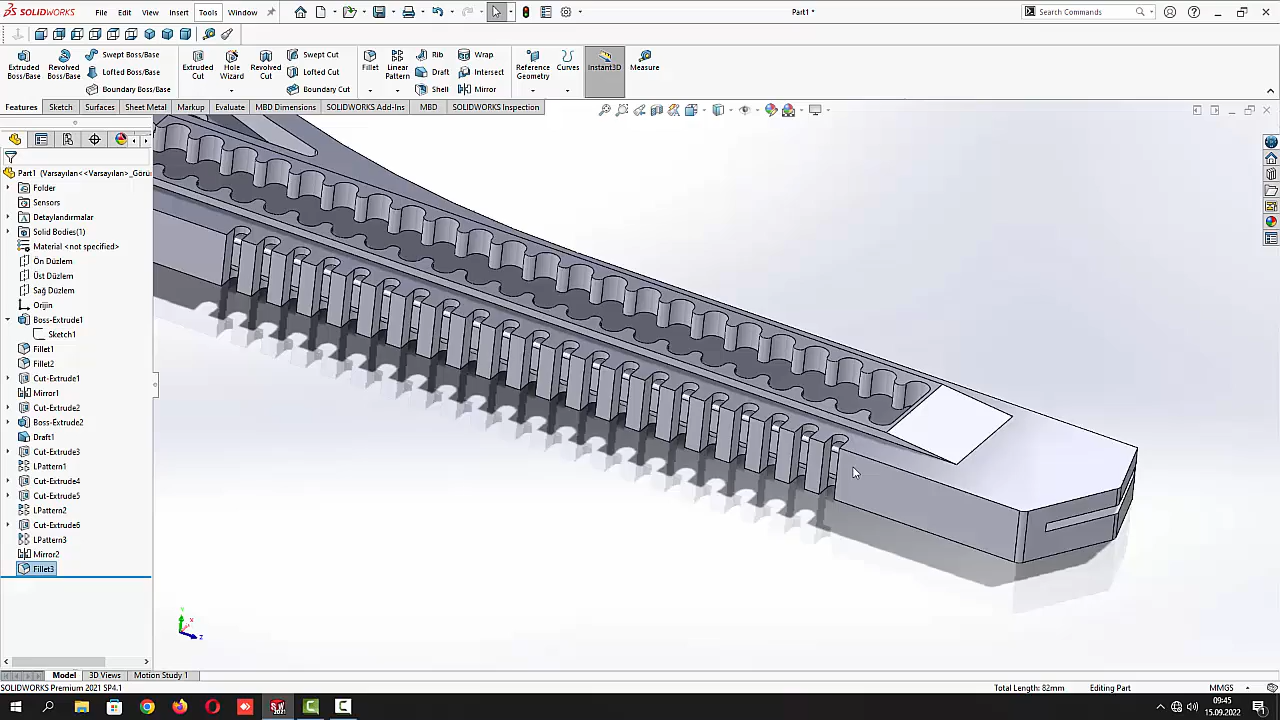 SOLIDWORKS File Edit View Insert Tools Window Part1 * Search Commands
Extruded Boss/Base Revolved Boss/Base Swept Boss/Base Lofted Boss/Base Boundary Boss/Base Extruded Cut Hole Wizard Revolved Cut Swept Cut Lofted Cut Boundary Cut Fillet Linear Pattern Rib Draft Shell Wrap Intersect Mirror Reference Geometry Curves Instant3D Measure
Features Sketch Surfaces Sheet Metal Markup Evaluate MBD Dimensions SOLIDWORKS Add-Ins MBD SOLIDWORKS Inspection
Part1 (Varsayılan<<Varsayılan>_Görü
Folder
Sensors
Detaylandırmalar
Solid Bodies(1)
Material <not specified>
Ön Düzlem
Üst Düzlem
Sağ Düzlem
Orijin
Boss-Extrude1
Sketch1
Fillet1
Fillet2
Cut-Extrude1
Mirror1
Cut-Extrude2
Boss-Extrude2
Draft1
Cut-Extrude3
LPattern1
Cut-Extrude4
Cut-Extrude5
LPattern2
Cut-Extrude6
LPattern3
Mirror2
Fillet3
Y
X
Z
Model 3D Views Motion Study 1
SOLIDWORKS Premium 2021 SP4.1 Total Length: 82mm Editing Part MMGS
09:45
15.09.2022